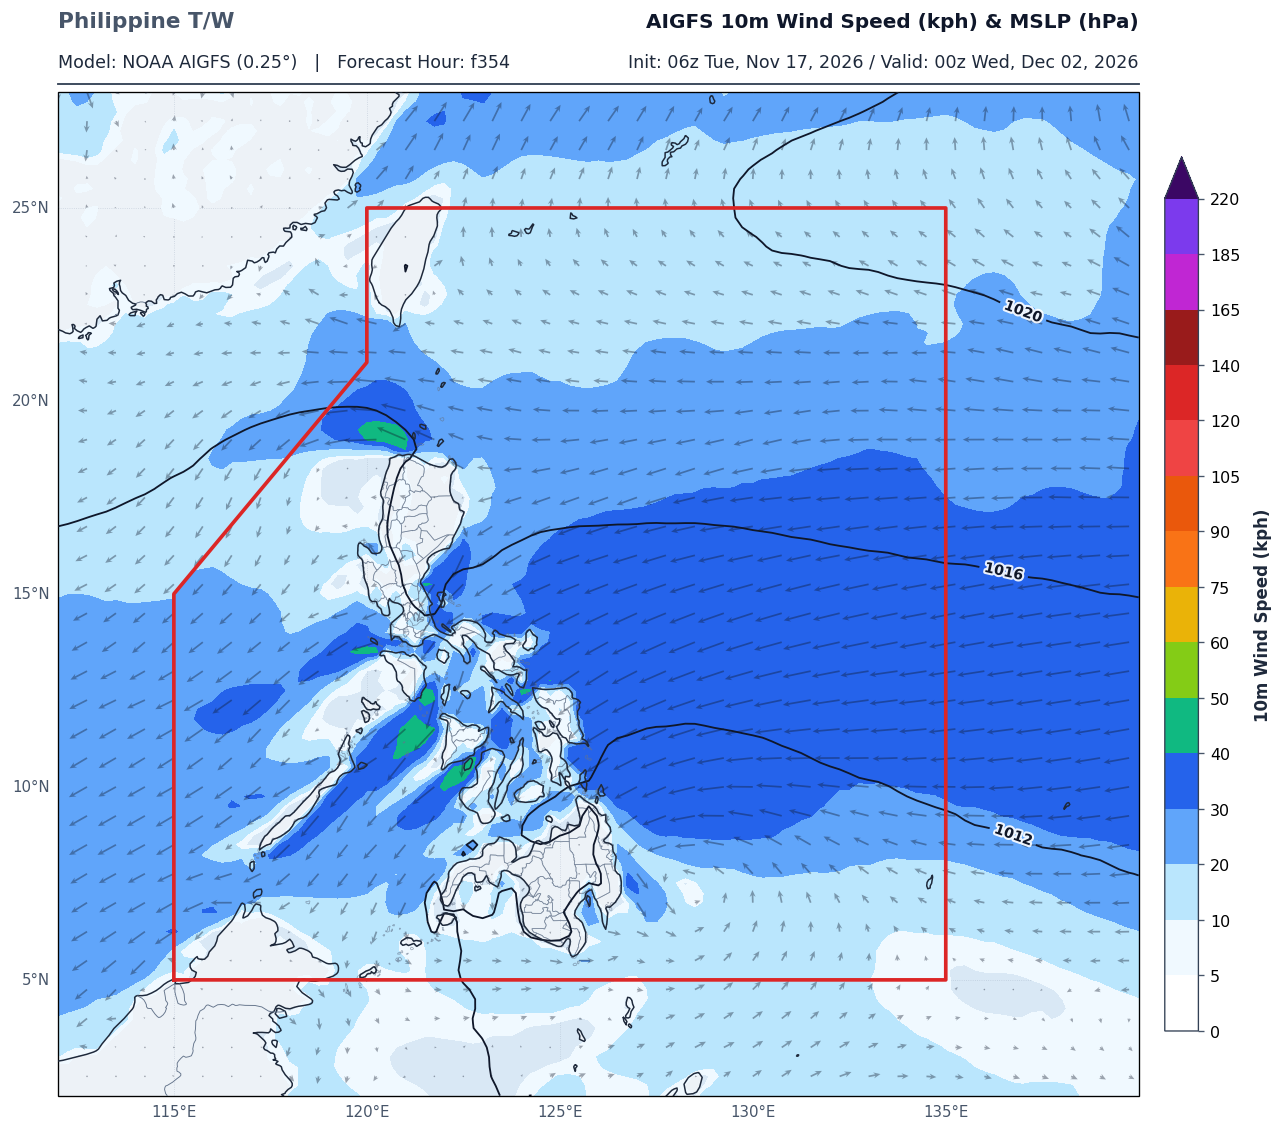 Philippine T/W
AIGFS 10m Wind Speed (kph) & MSLP (hPa)
Model: NOAA AIGFS (0.25°)   |   Forecast Hour: f354
Init: 06z Tue, Nov 17, 2026 / Valid: 00z Wed, Dec 02, 2026
25°N
20°N
15°N
10°N
5°N
115°E
120°E
125°E
130°E
135°E
1020
1016
1012
220
185
165
140
120
105
90
75
60
50
40
30
20
10
5
0
10m Wind Speed (kph)